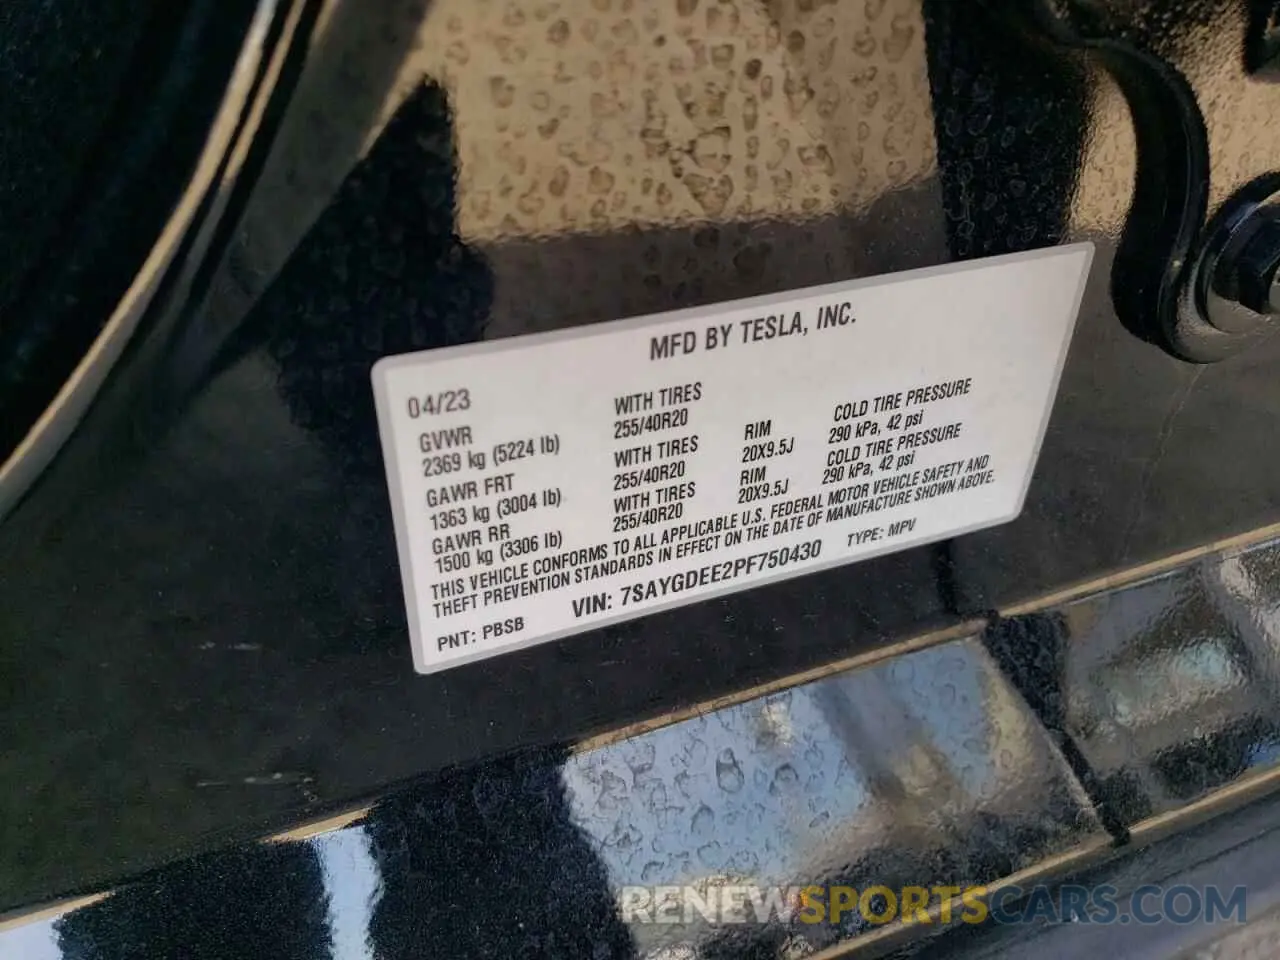 MFD BY TESLA, INC.
04/23
GVWR
2369 kg (5224 lb)
WITH TIRES
255/40R20
GAWR FRT
1363 kg (3004 lb)
WITH TIRES
255/40R20
RIM
20X9.5J
COLD TIRE PRESSURE
290 kPa, 42 psi
GAWR RR
1500 kg (3306 lb)
WITH TIRES
255/40R20
RIM
20X9.5J
COLD TIRE PRESSURE
290 kPa, 42 psi
THIS VEHICLE CONFORMS TO ALL APPLICABLE U.S. FEDERAL MOTOR VEHICLE SAFETY AND
THEFT PREVENTION STANDARDS IN EFFECT ON THE DATE OF MANUFACTURE SHOWN ABOVE.
PNT: PBSB VIN: 7SAYGDEE2PF750430 TYPE: MPV
RENEWSPORTSCARS.COM